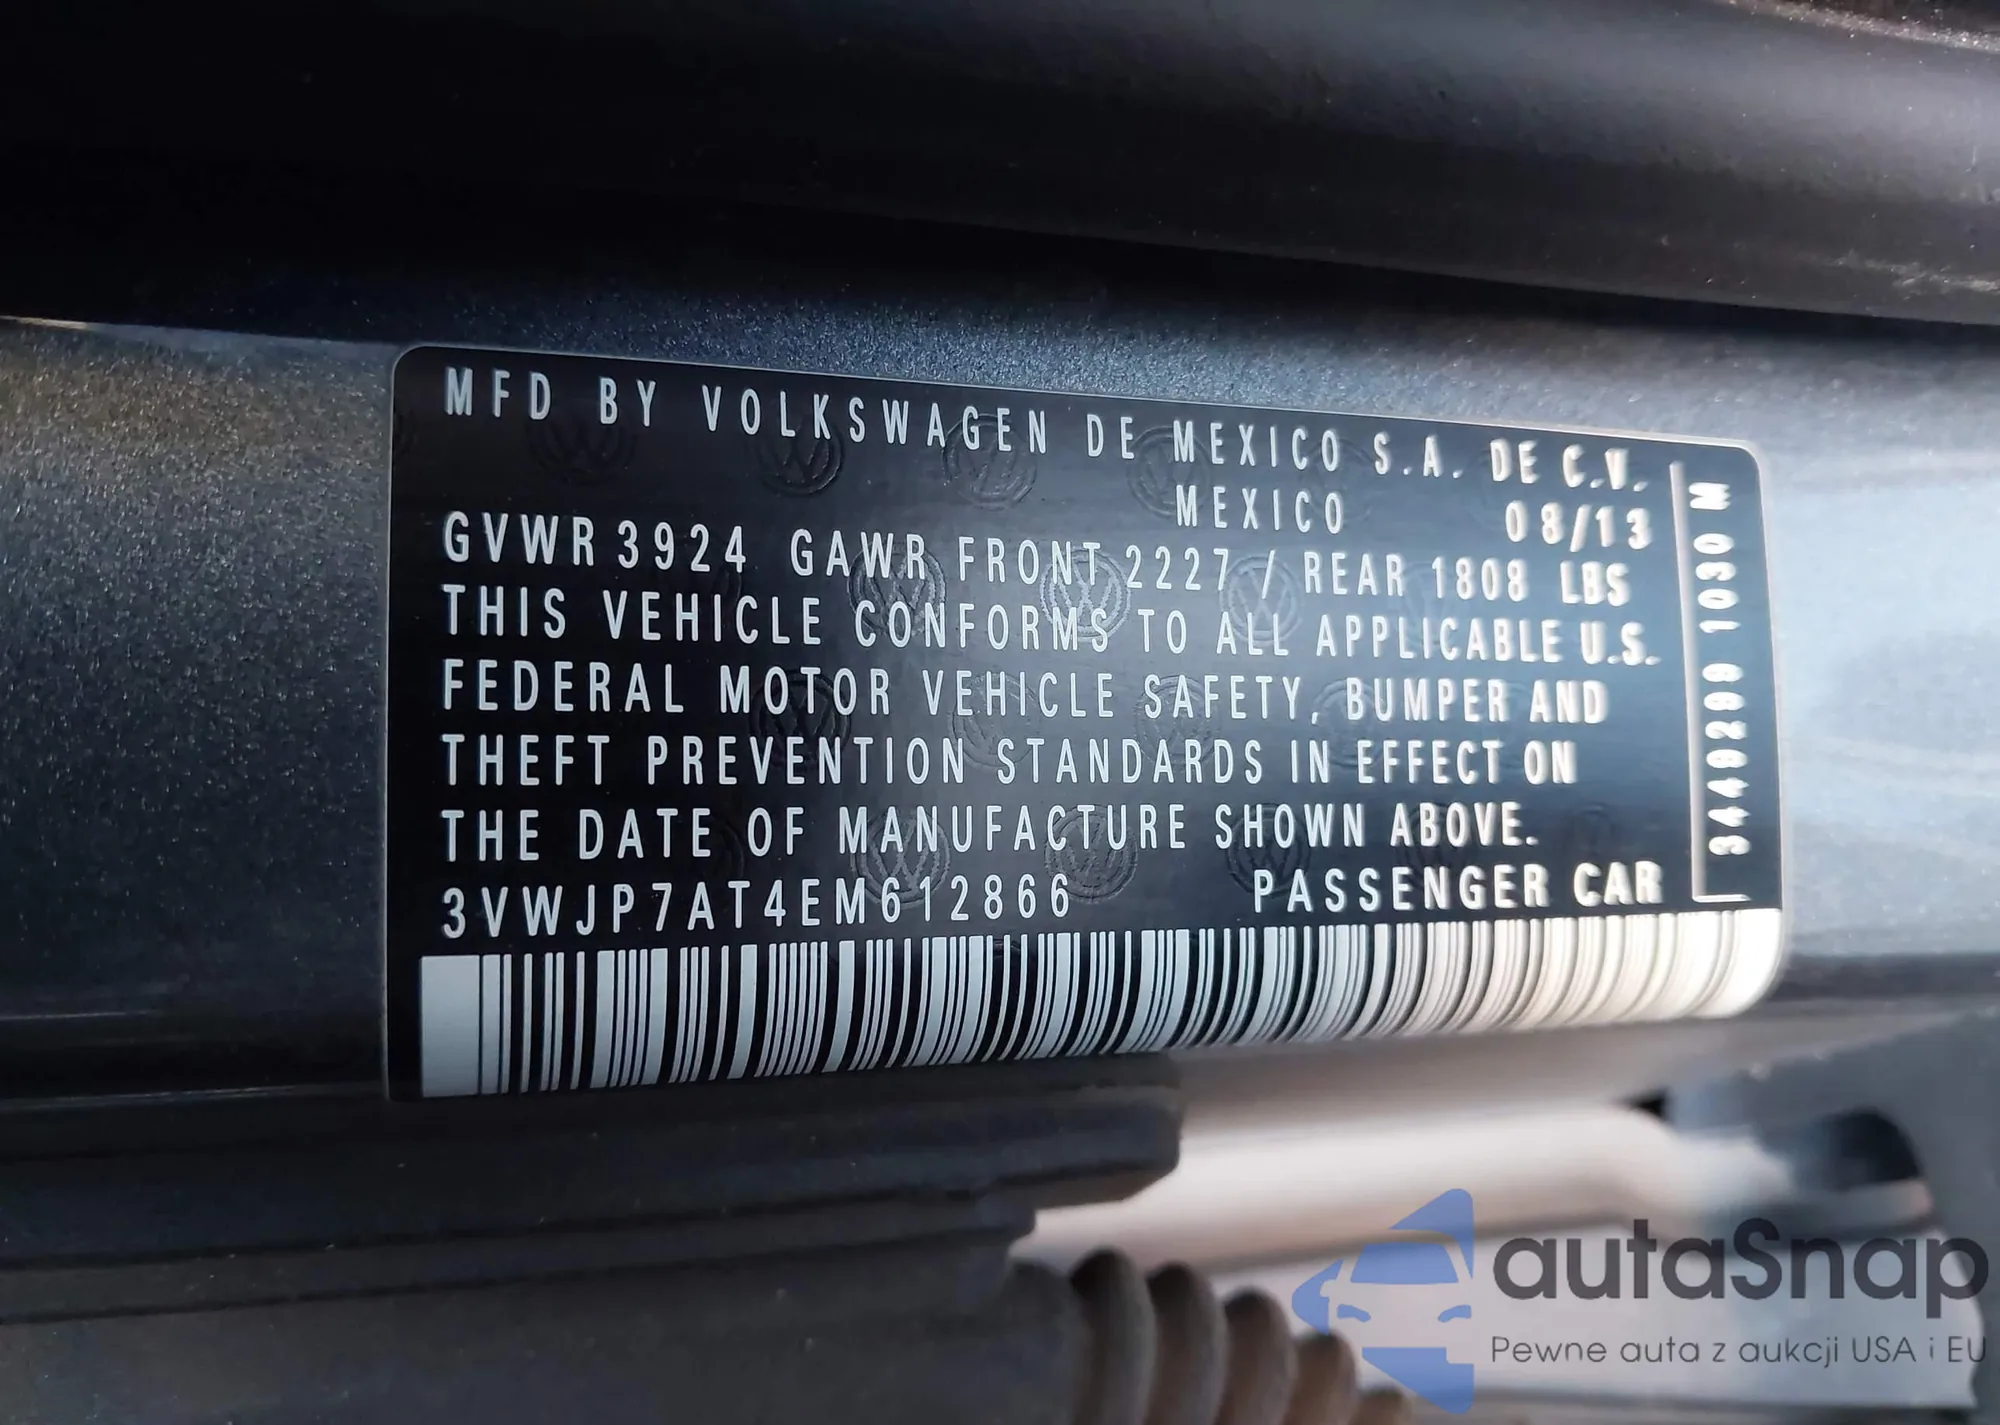 MFD BY VOLKSWAGEN DE MEXICO S.A. DE C.V.
MEXICO 08/13
GVWR 3924 GAWR FRONT 2227 / REAR 1808 LBS
THIS VEHICLE CONFORMS TO ALL APPLICABLE U.S.
FEDERAL MOTOR VEHICLE SAFETY, BUMPER AND
THEFT PREVENTION STANDARDS IN EFFECT ON
THE DATE OF MANUFACTURE SHOWN ABOVE.
3VWJP7AT4EM612866 PASSENGER CAR
1030 M
autaSnap
Pewne auta z aukcji USA i EU